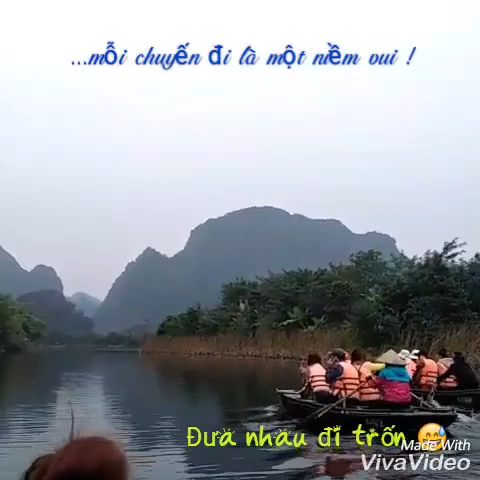 ...mỗi chuyến đi là một niềm vui !
Đưa nhau đi trốn 😅
Made With
VivaVideo